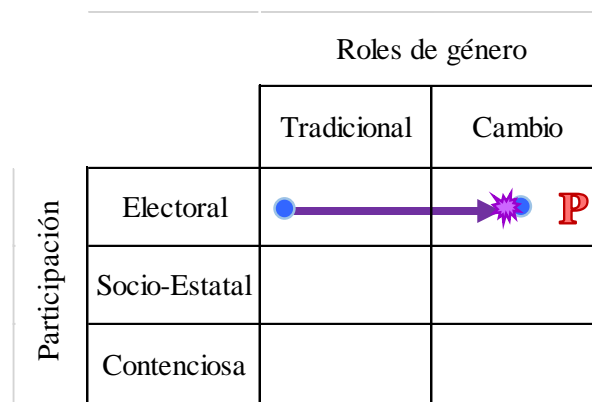 Roles de género
Tradicional Cambio
Participación
Electoral P
Socio-Estatal
Contenciosa